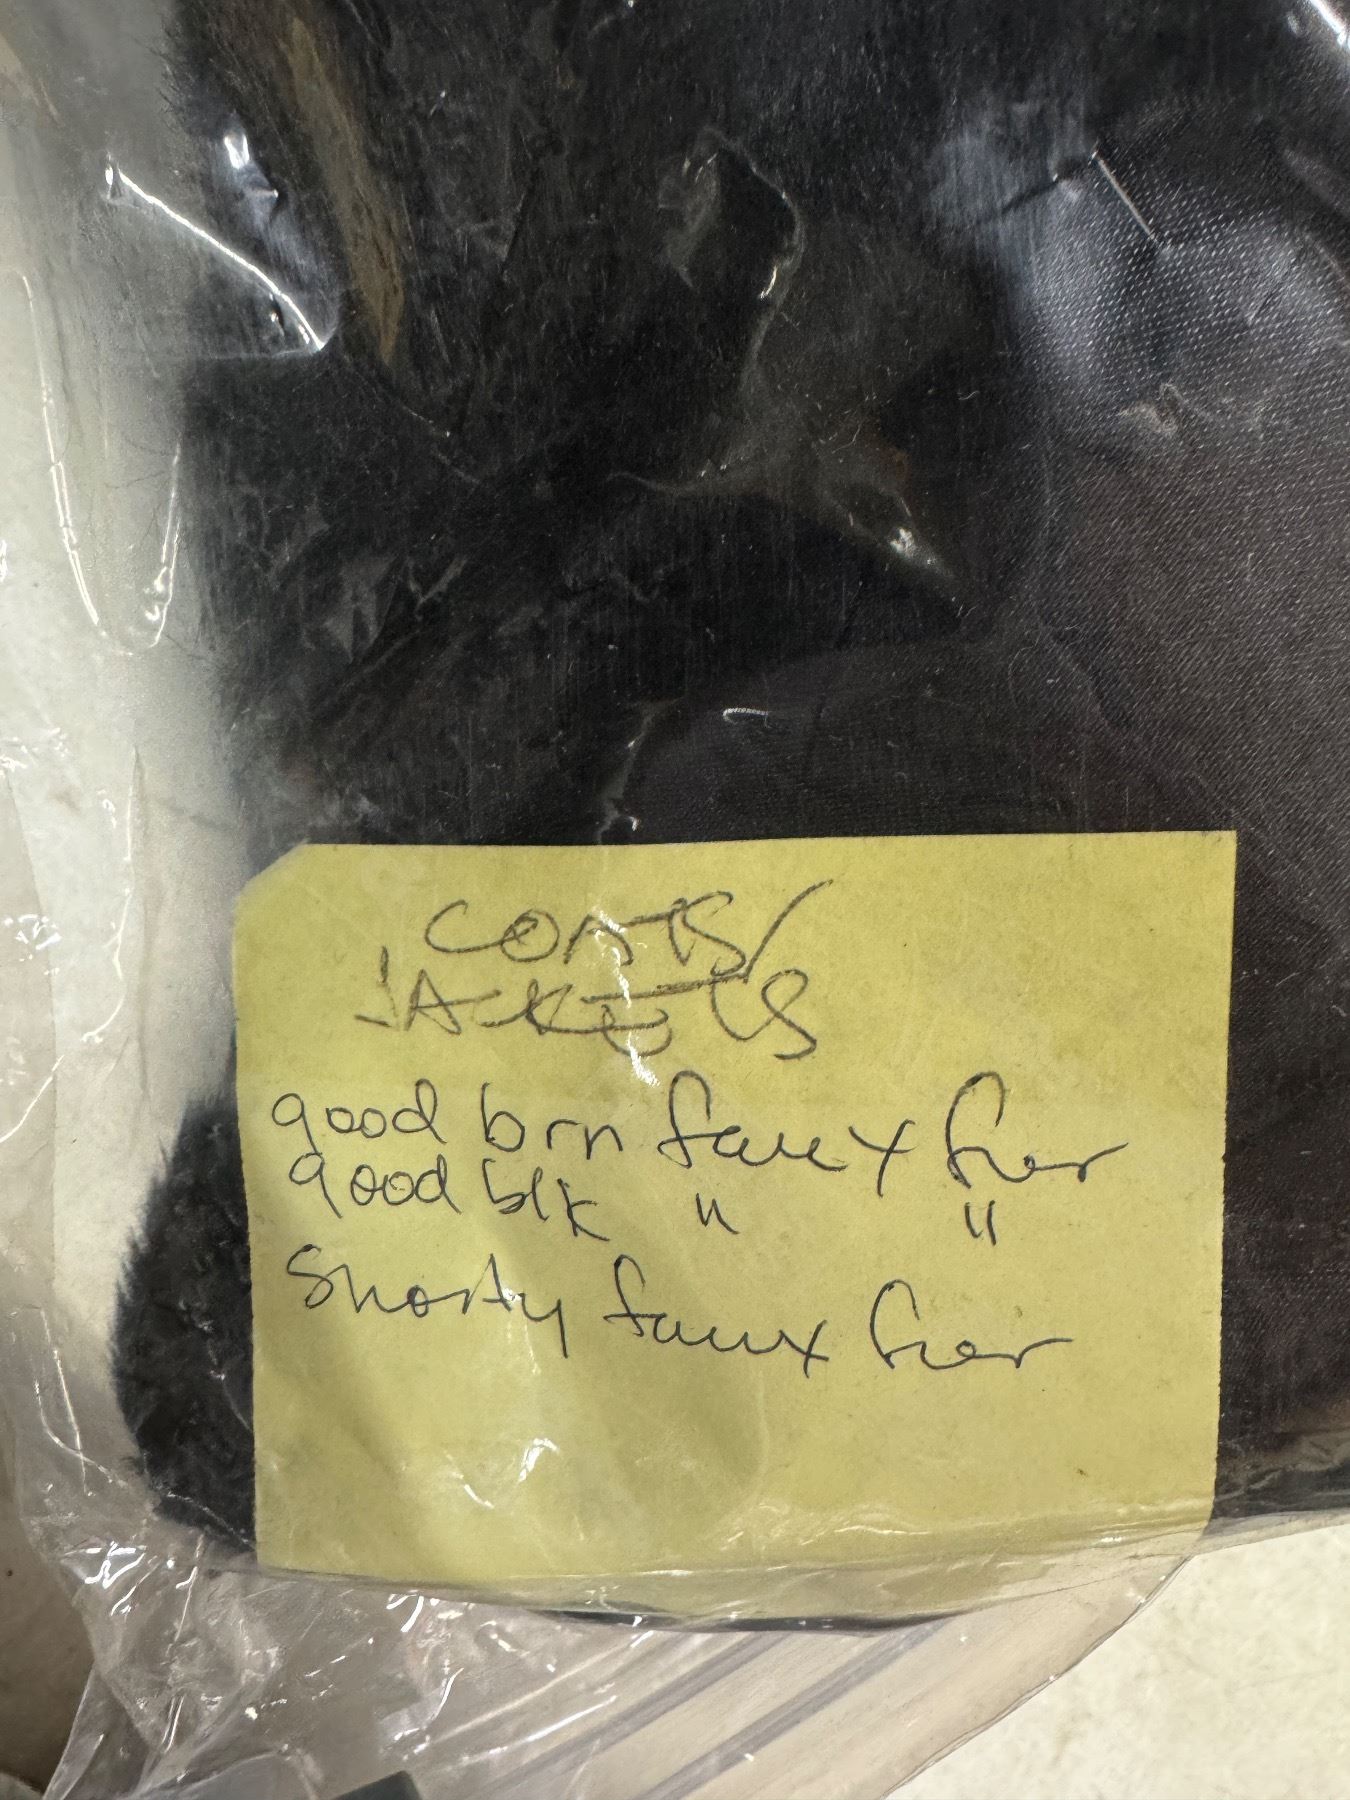 COATS/
JACKETS
good brn faux fur
good blk " "
Shorty faux fur